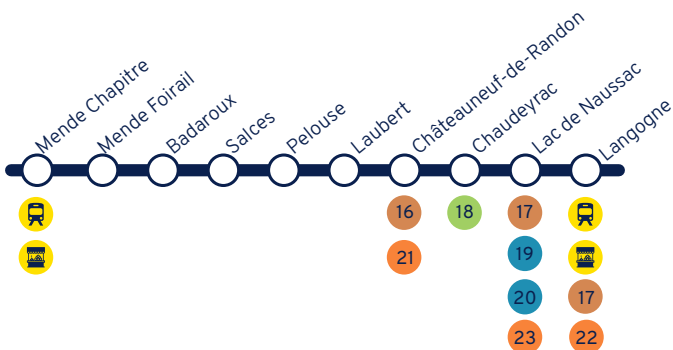 Mende Chapitre
Mende Foirail
Badaroux
Salces
Pelouse
Laubert
Châteauneuf-de-Randon
Chaudeyrac
Lac de Naussac
Langogne
16
18
17
21
19
20
17
23
22